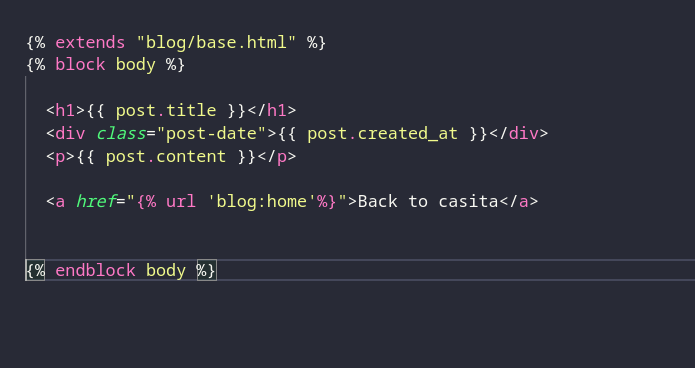 {% extends "blog/base.html" %}
{% block body %}
<h1>{{ post.title }}</h1>
<div class="post-date">{{ post.created_at }}</div>
<p>{{ post.content }}</p>
<a href="{% url 'blog:home'%}">Back to casita</a>
{% endblock body %}